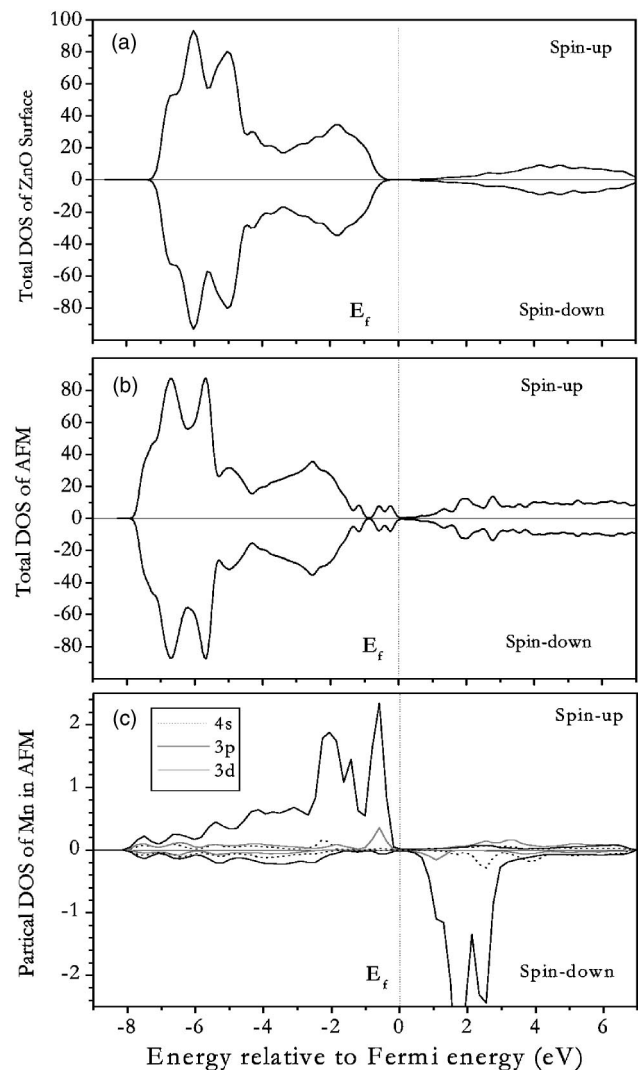 (a)
Spin-up
Total DOS of ZnO Surface
100
80
60
40
20
0
-20
-40
-60
-80
E_f
Spin-down
(b)
Spin-up
Total DOS of AFM
80
60
40
20
0
-20
-40
-60
-80
E_f
Spin-down
(c)
4s
3p
3d
Spin-up
Partical DOS of Mn in AFM
2
1
0
-1
-2
E_f
Spin-down
-8 -6 -4 -2 0 2 4 6
Energy relative to Fermi energy (eV)